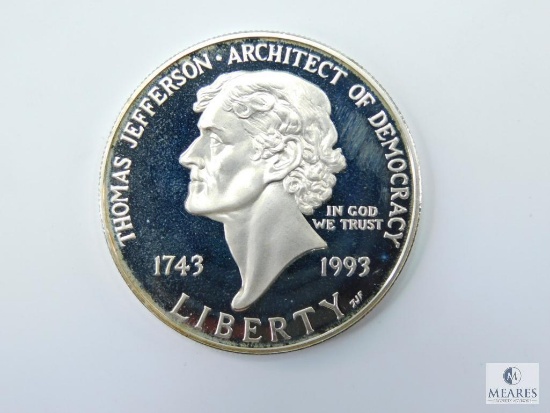 THOMAS JEFFERSON · ARCHITECT OF DEMOCRACY
IN GOD
WE TRUST
1743 1993
LIBERTY
MEARES